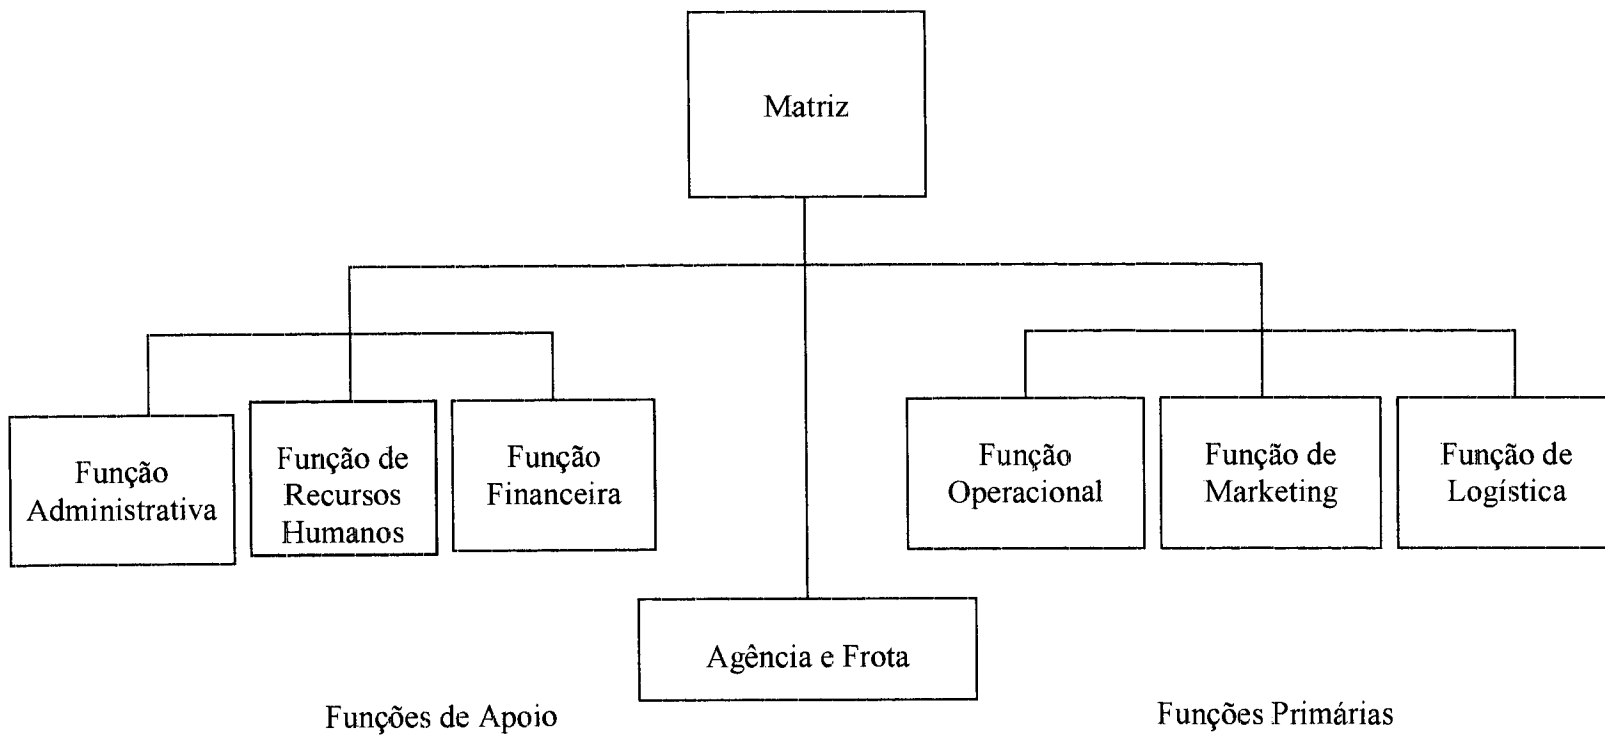 Matriz
Função
Administrativa
Função de
Recursos
Humanos
Função
Financeira
Função
Operacional
Função de
Marketing
Função de
Logística
Agência e Frota
Funções de Apoio
Funções Primárias